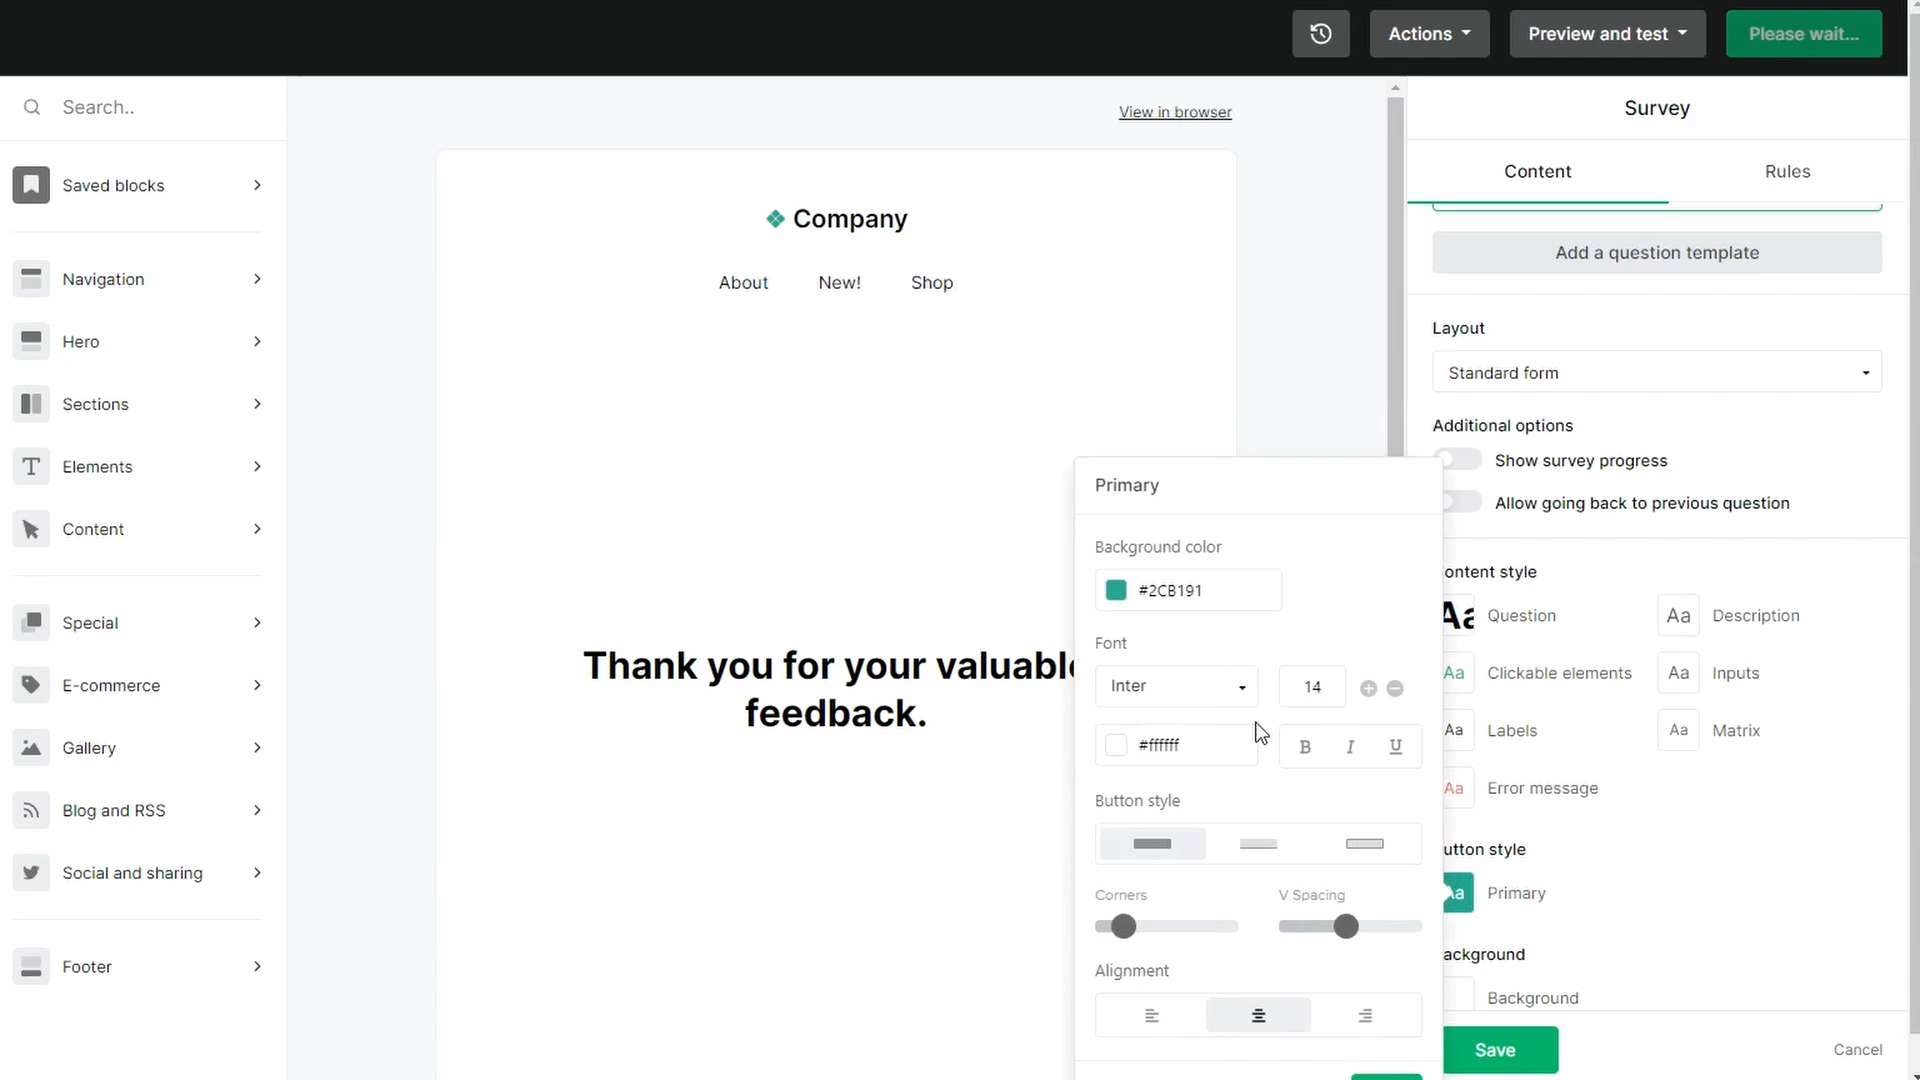 Actions
Preview and test
Please wait...
Search..
Saved blocks
Navigation
Hero
Sections
Elements
Content
Special
E-commerce
Gallery
Blog and RSS
Social and sharing
Footer
View in browser
Company
About New! Shop
Thank you for your valuable
feedback.
Primary
Background color
#2CB191
Font
Inter
14
#ffffff
B I U
Button style
Corners
V Spacing
Alignment
Survey
Content
Rules
Add a question template
Layout
Standard form
Additional options
Show survey progress
Allow going back to previous question
ontent style
Aa Question
Aa Description
Aa Clickable elements
Aa Inputs
Aa Labels
Aa Matrix
Aa Error message
utton style
Aa Primary
ackground
Background
Save
Cancel